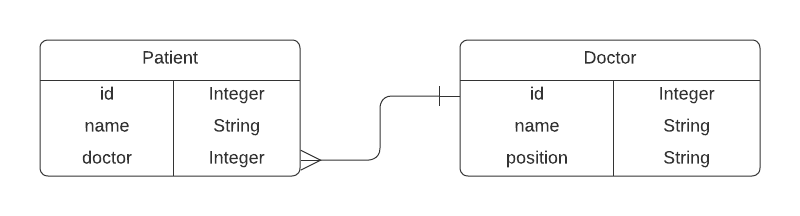 Patient
id Integer
name String
doctor Integer
Doctor
id Integer
name String
position String